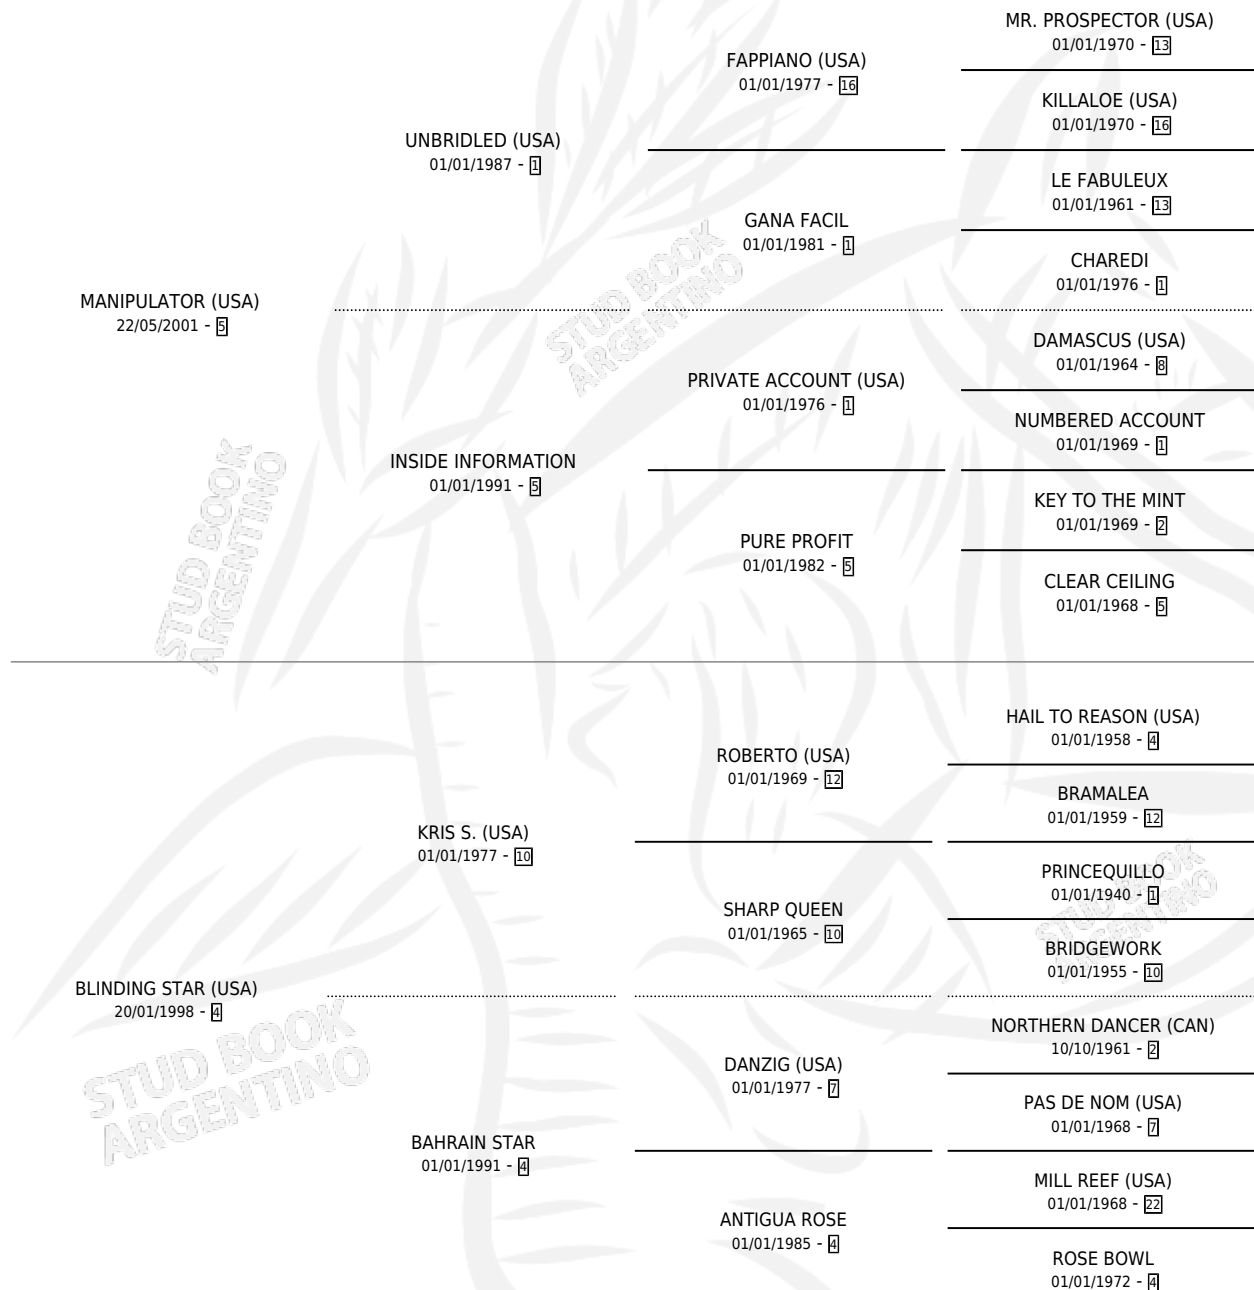 MR. PROSPECTOR (USA)
01/01/1970 - 13
FAPPIANO (USA)
01/01/1977 - 16
KILLALOE (USA)
01/01/1970 - 16
UNBRIDLED (USA)
01/01/1987 - 1
LE FABULEUX
01/01/1961 - 13
GANA FACIL
01/01/1981 - 1
CHAREDI
01/01/1976 - 1
MANIPULATOR (USA)
22/05/2001 - 5
DAMASCUS (USA)
01/01/1964 - 8
PRIVATE ACCOUNT (USA)
01/01/1976 - 1
NUMBERED ACCOUNT
01/01/1969 - 1
INSIDE INFORMATION
01/01/1991 - 5
KEY TO THE MINT
01/01/1969 - 2
PURE PROFIT
01/01/1982 - 5
CLEAR CEILING
01/01/1968 - 5
HAIL TO REASON (USA)
01/01/1958 - 4
ROBERTO (USA)
01/01/1969 - 12
BRAMALEA
01/01/1959 - 12
KRIS S. (USA)
01/01/1977 - 10
PRINCEQUILLO
01/01/1940 - 1
SHARP QUEEN
01/01/1965 - 10
BRIDGEWORK
01/01/1955 - 10
BLINDING STAR (USA)
20/01/1998 - 4
NORTHERN DANCER (CAN)
10/10/1961 - 2
DANZIG (USA)
01/01/1977 - 7
PAS DE NOM (USA)
01/01/1968 - 7
BAHRAIN STAR
01/01/1991 - 4
MILL REEF (USA)
01/01/1968 - 22
ANTIGUA ROSE
01/01/1985 - 4
ROSE BOWL
01/01/1972 - 4
STUD BOOK
ARGENTINO
STUD BOOK
ARGENTINO
STUD BOOK
ARGENTINO
STUD BOOK
ARGENTINO